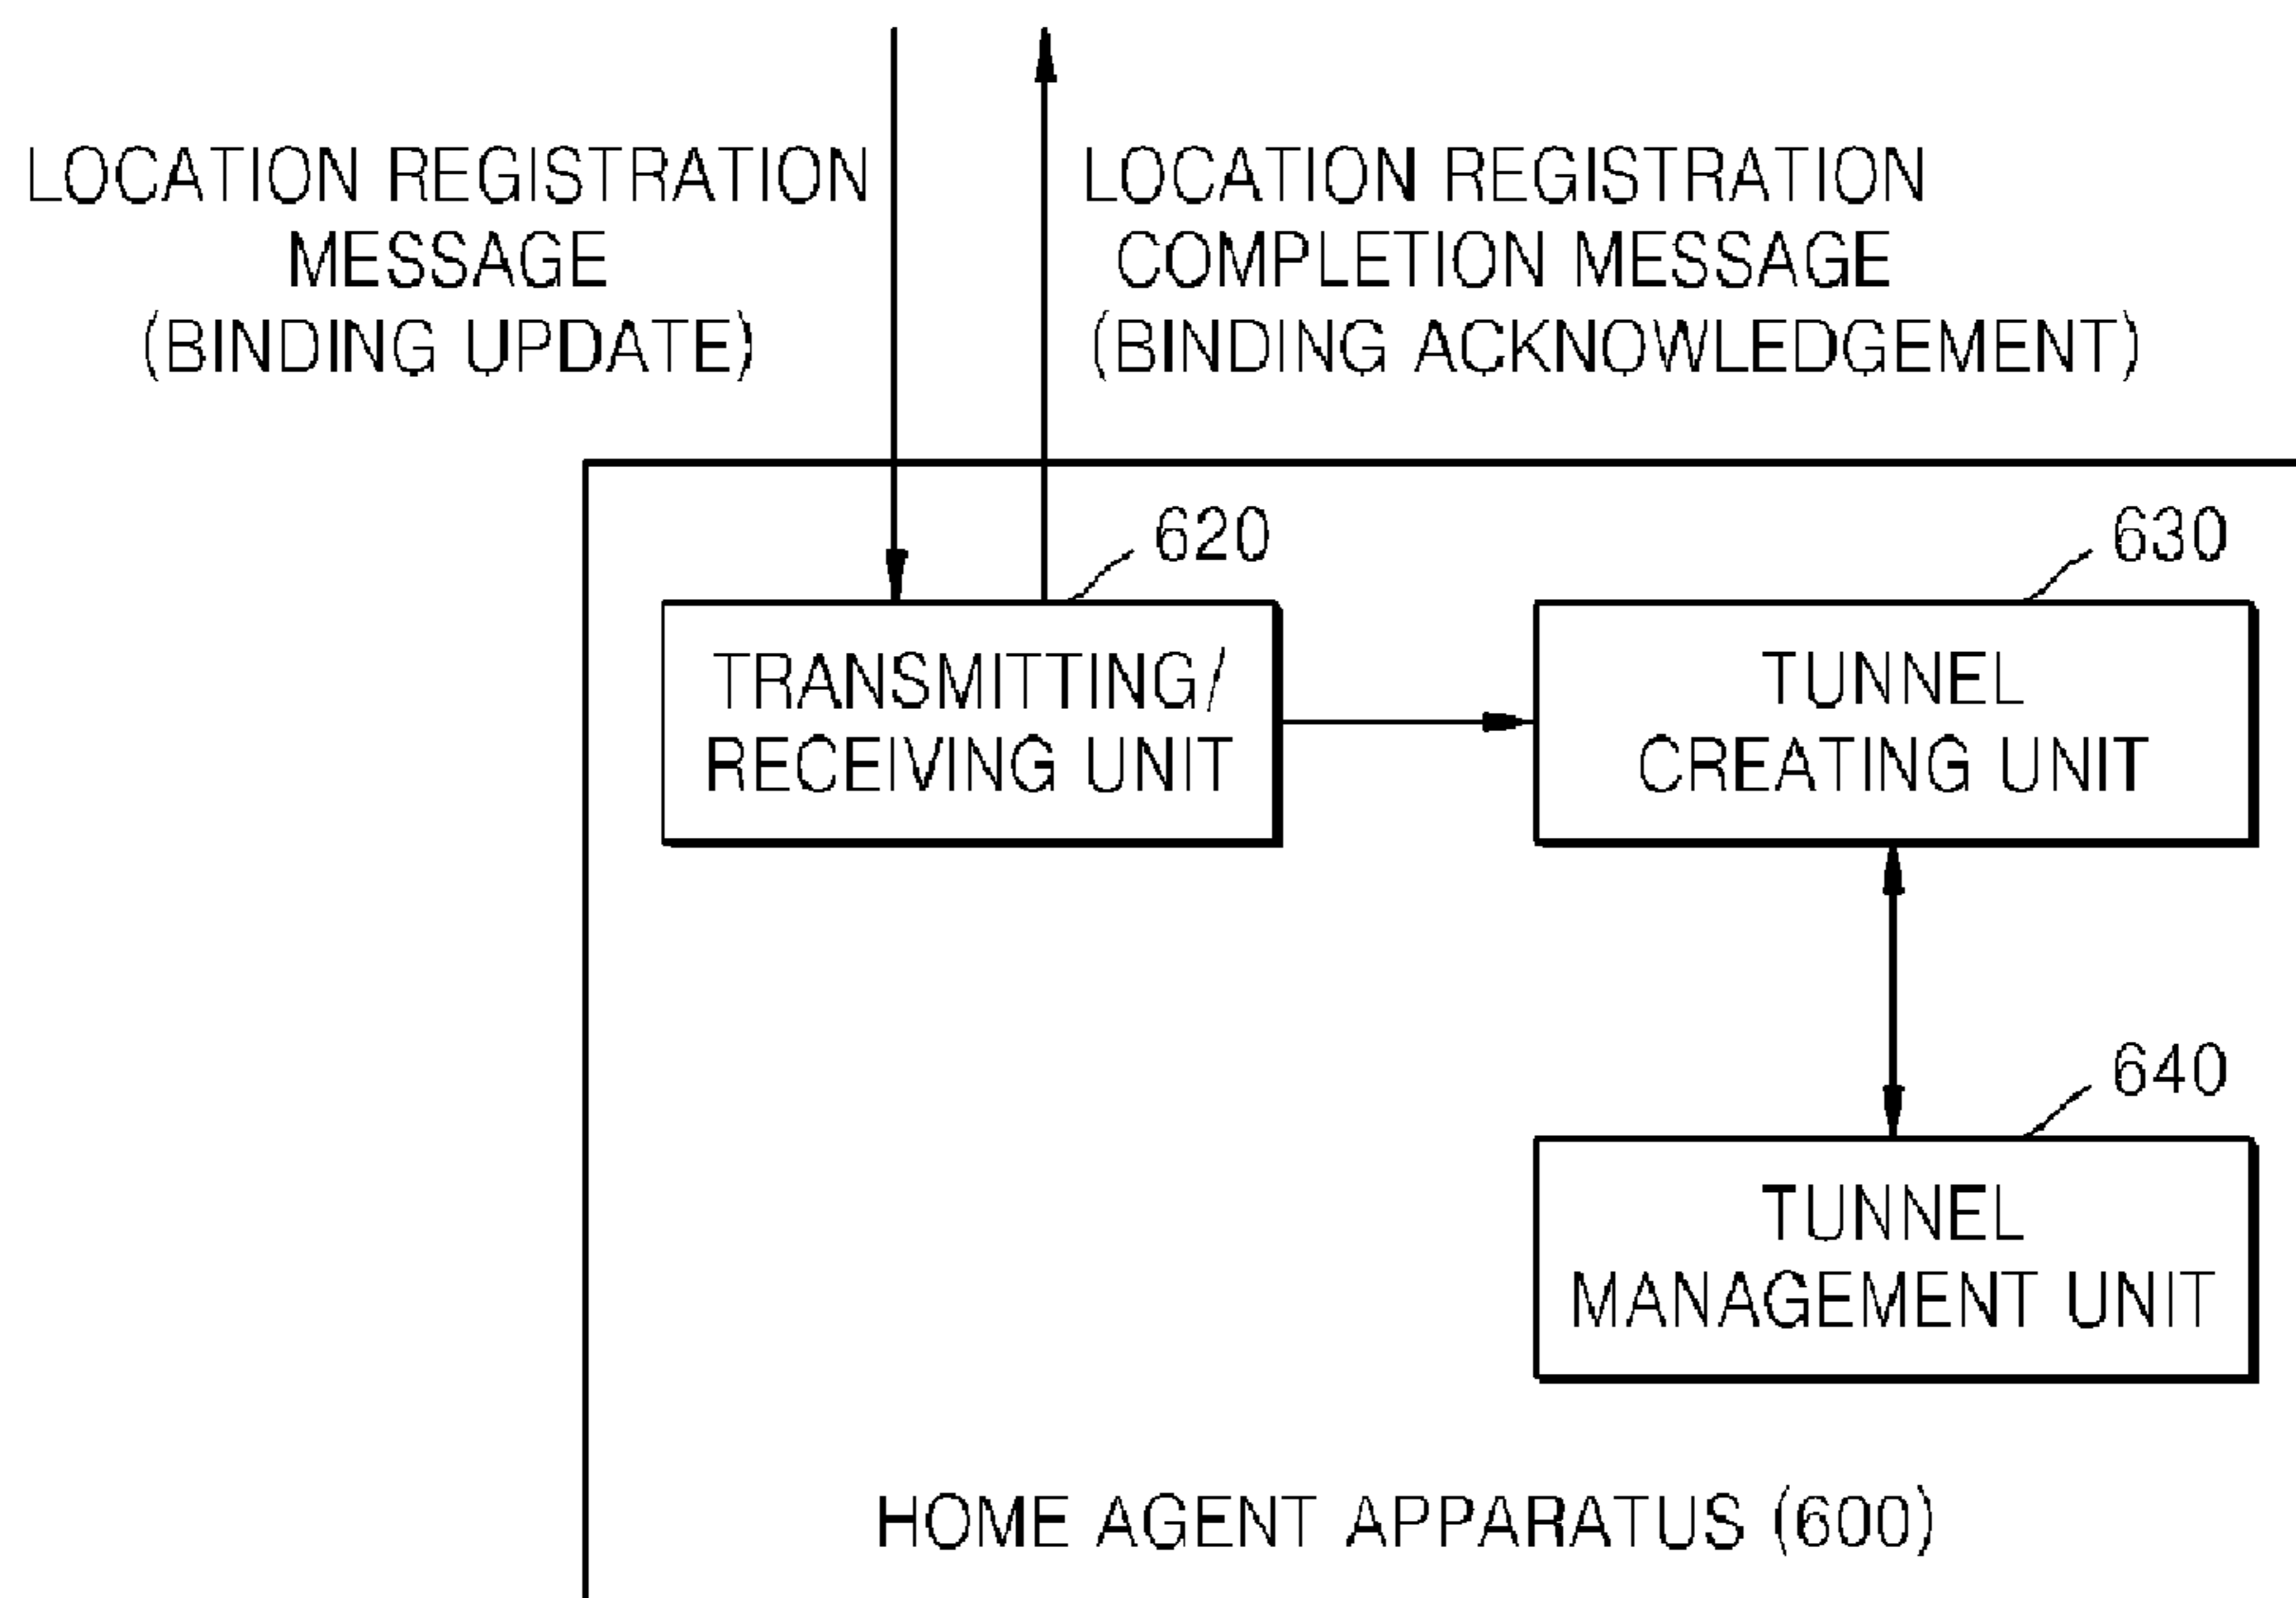 LOCATION REGISTRATION
MESSAGE
(BINDING UPDATE)
LOCATION REGISTRATION
COMPLETION MESSAGE
(BINDING ACKNOWLEDGEMENT)
620
630
TRANSMITTING/
RECEIVING UNIT
TUNNEL
CREATING UNIT
640
TUNNEL
MANAGEMENT UNIT
HOME AGENT APPARATUS (600)